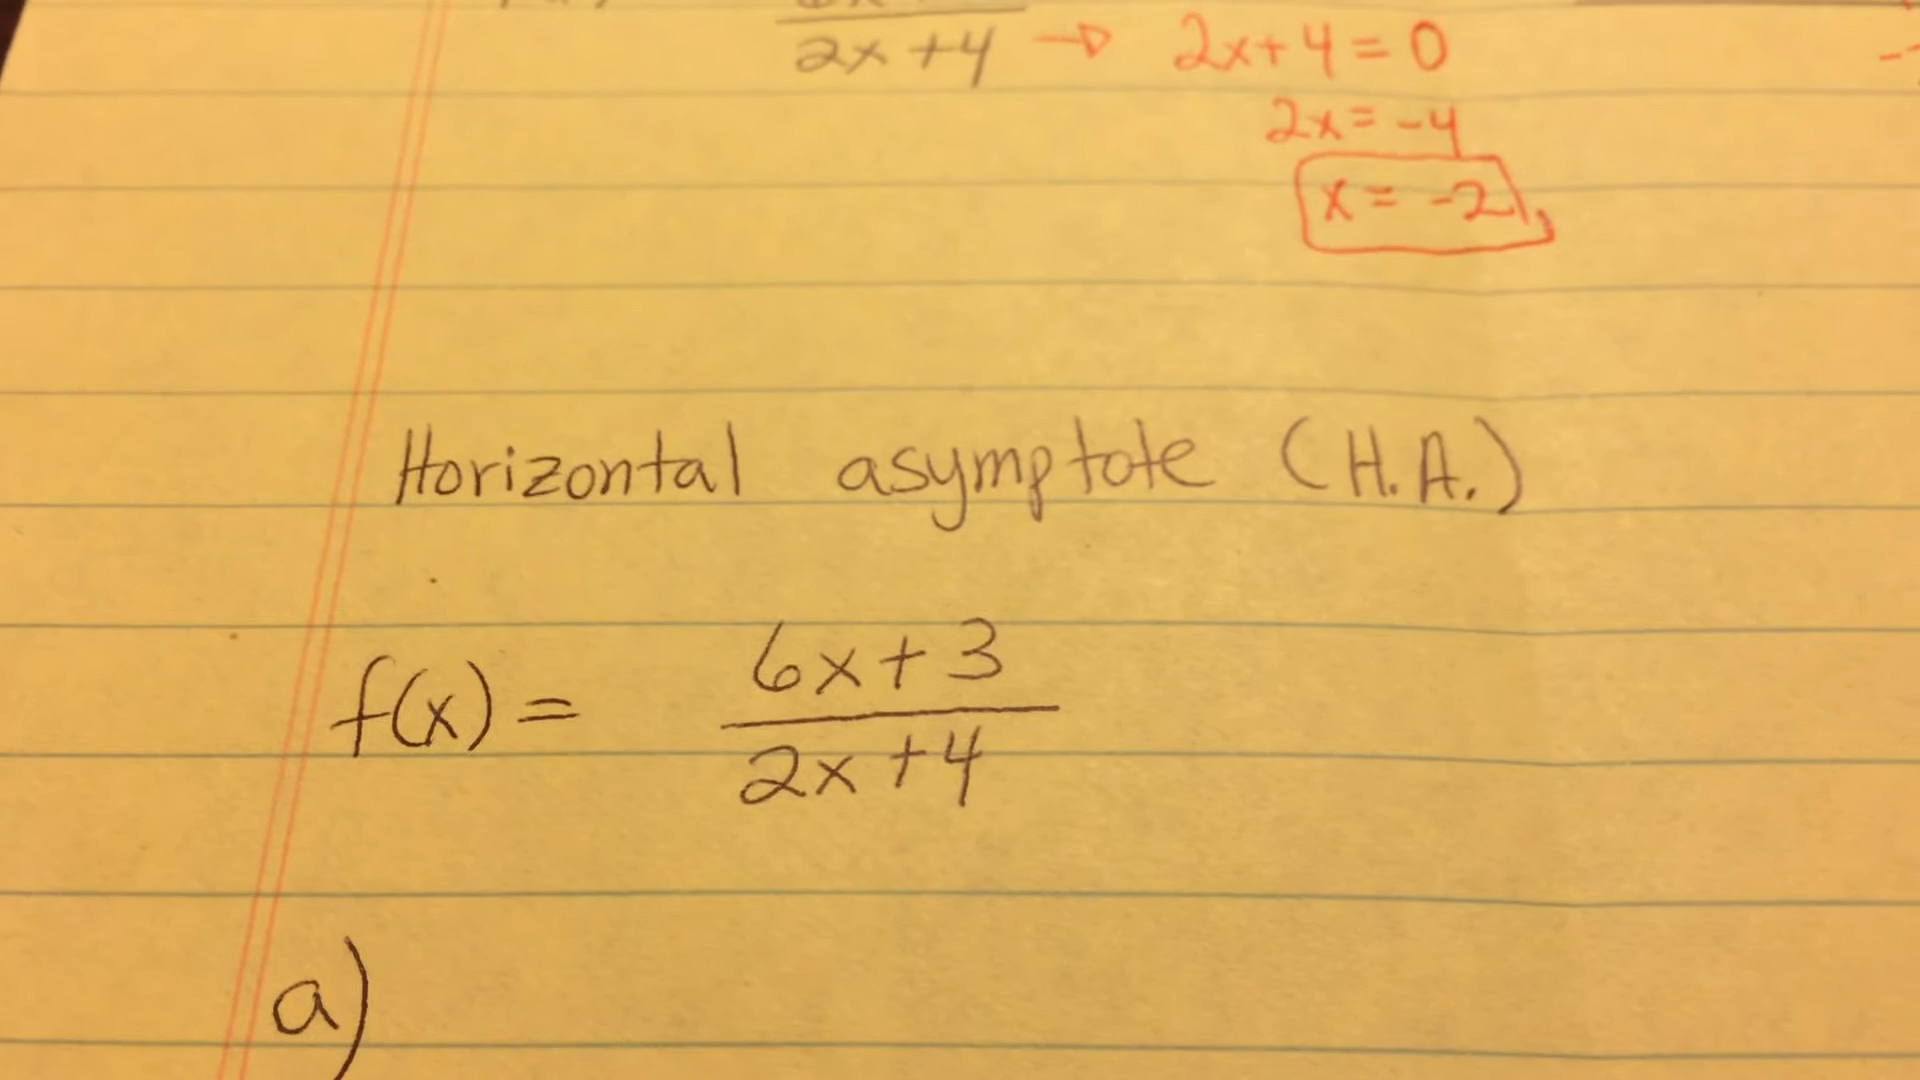 2x+4 → 2x+4=0
2x=-4
x=-2
Horizontal asymptote (H.A.)
f(x)= 6x+3
2x+4
a)